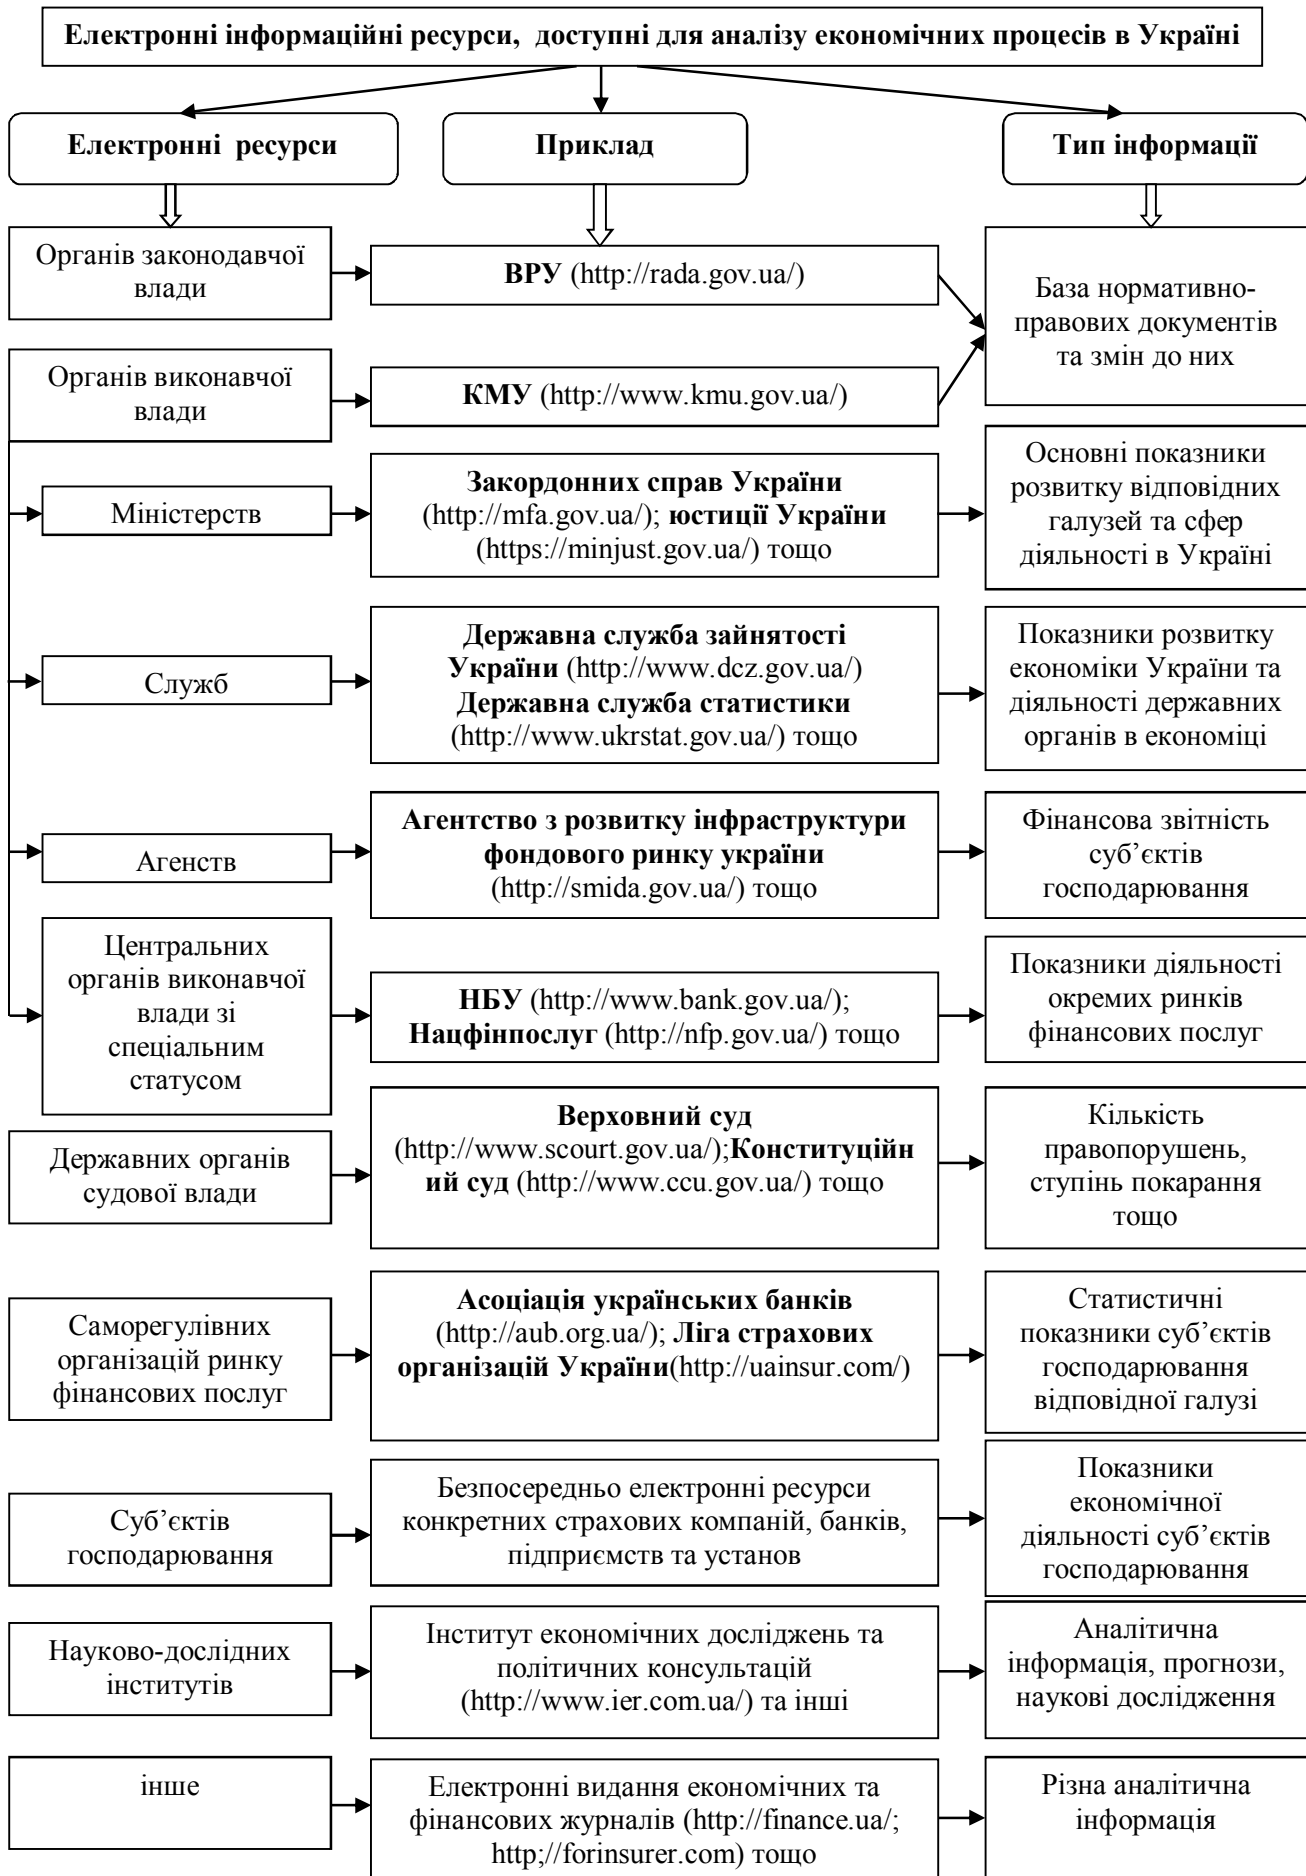 Електронні інформаційні ресурси, доступні для аналізу економічних процесів в Україні
Електронні ресурси
Приклад
Тип інформації
Органів законодавчої
влади
ВРУ (http://rada.gov.ua/)
База нормативно-
правових документів
та змін до них
Органів виконавчої
влади
КМУ (http://www.kmu.gov.ua/)
Міністерств
Закордонних справ України
(http://mfa.gov.ua/); юстиції України
(https://minjust.gov.ua/) тощо
Основні показники
розвитку відповідних
галузей та сфер
діяльності в Україні
Служб
Державна служба зайнятості
України (http://www.dcz.gov.ua/)
Державна служба статистики
(http://www.ukrstat.gov.ua/) тощо
Показники розвитку
економіки України та
діяльності державних
органів в економіці
Агенств
Агентство з розвитку інфраструктури
фондового ринку україни
(http://smida.gov.ua/) тощо
Фінансова звітність
суб’єктів
господарювання
Центральних
органів виконавчої
влади зі
спеціальним
статусом
НБУ (http://www.bank.gov.ua/);
Нацфінпослуг (http://nfp.gov.ua/) тощо
Показники діяльності
окремих ринків
фінансових послуг
Державних органів
судової влади
Верховний суд
(http://www.scourt.gov.ua/);Конституційн
ий суд (http://www.ccu.gov.ua/) тощо
Кількість
правопорушень,
ступінь покарання
тощо
Саморегулівних
організацій ринку
фінансових послуг
Асоціація українських банків
(http://aub.org.ua/); Ліга страхових
організацій України(http://uainsur.com/)
Статистичні
показники суб’єктів
господарювання
відповідної галузі
Суб’єктів
господарювання
Безпосередньо електронні ресурси
конкретних страхових компаній, банків,
підприємств та установ
Показники
економічної
діяльності суб’єктів
господарювання
Науково-дослідних
інститутів
Інститут економічних досліджень та
політичних консультацій
(http://www.ier.com.ua/) та інші
Аналітична
інформація, прогнози,
наукові дослідження
інше
Електронні видання економічних та
фінансових журналів (http://finance.ua/;
http;//forinsurer.com) тощо
Різна аналітична
інформація